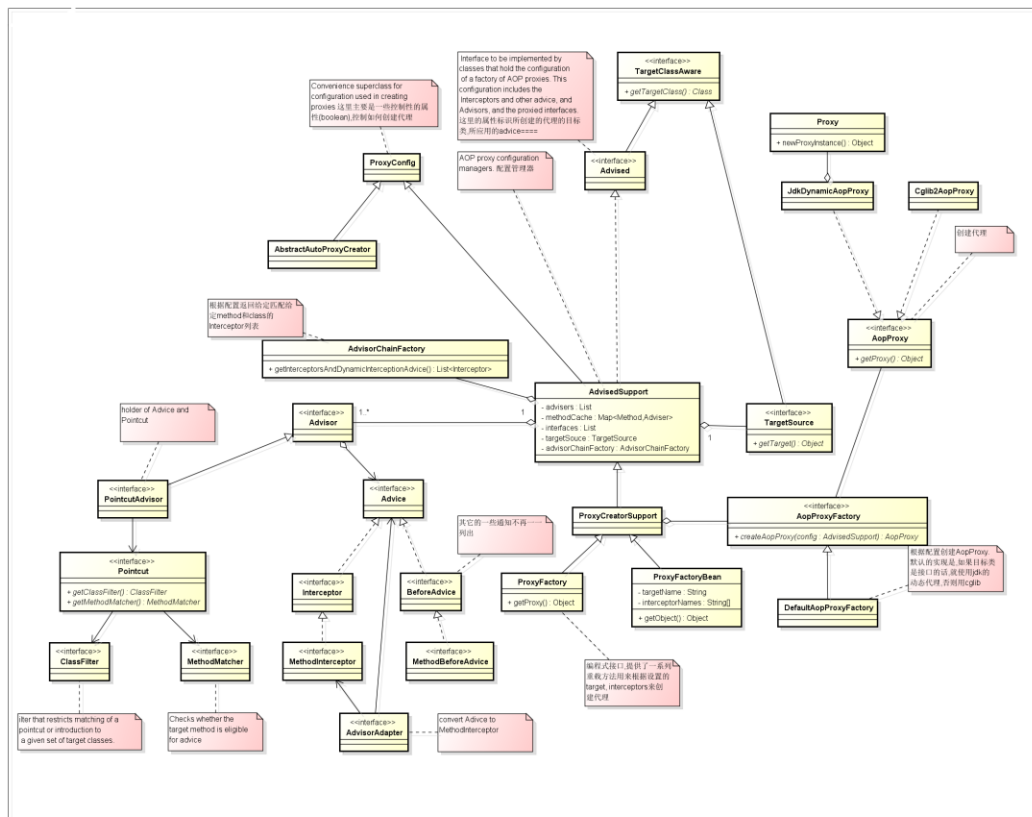 Interface to be implemented by
classes that hold the configuration
of a factory of AOP proxies. This
configuration includes the
Interceptors and other advice, and
Advisors, and the proxied interfaces.
这里的属性标识所创建的代理的目标
类,所应用的advice====
<<interface>>
TargetClassAware
+ getTargetClass() : Class
Convenience superclass for
configuration used in creating
proxies 这里主要是一些控制性的属
性(boolean),控制如何创建代理
Proxy
+ newProxyInstance() : Object
AOP proxy configuration
managers. 配置管理器
ProxyConfig
<<interface>>
Advised
JdkDynamicAopProxy
Cglib2AopProxy
创建代理
AbstractAutoProxyCreator
根据配置返回给定匹配给
定method和class的
Interceptor列表
<<interface>>
AopProxy
+ getProxy() : Object
AdvisorChainFactory
+ getInterceptorsAndDynamicInterceptionAdvice() : List<Interceptor>
AdvisedSupport
- advisers : List
- methodCache : Map<Method,Adviser>
- interfaces : List
- targetSouce : TargetSource
- advisorChainFactory : AdvisorChainFactory
holder of Advice and
Pointcut
<<interface>>
Advisor
1..*
1
1
<<interface>>
TargetSource
+ getTarget() : Object
<<interface>>
PointcutAdvisor
<<interface>>
Advice
其它的一些通知不再一一
列出
ProxyCreatorSupport
<<interface>>
AopProxyFactory
+ createAopProxy(config : AdvisedSupport) : AopProxy
<<interface>>
Pointcut
+ getClassFilter() : ClassFilter
+ getMethodMatcher() : MethodMatcher
<<interface>>
Interceptor
<<interface>>
BeforeAdvice
ProxyFactory
+ getProxy() : Object
ProxyFactoryBean
- targetName : String
- interceptorNames : String[]
+ getObject() : Object
根据配置创建AopProxy.
默认的实现是,如果目标类
是接口的话,就使用jdk的
动态代理,否则用cglib
DefaultAopProxyFactory
<<interface>>
ClassFilter
<<interface>>
MethodMatcher
<<interface>>
MethodInterceptor
<<interface>>
MethodBeforeAdvice
编程式接口,提供了一系列
重载方法用来根据设置的
target, interceptors来创
建代理
ilter that restricts matching of a
pointcut or introduction to
a given set of target classes.
Checks whether the
target method is eligible
for advice
<<interface>>
AdvisorAdapter
convert Adivce to
MethodInterceptor